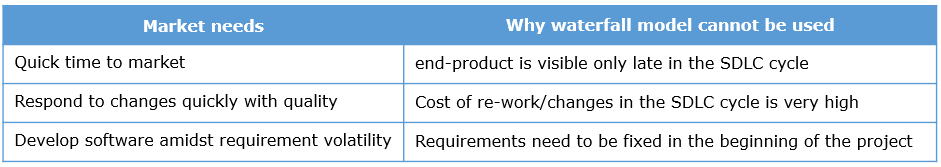 Market needs Why waterfall model cannot be used
Quick time to market end-product is visible only late in the SDLC cycle
Respond to changes quickly with quality Cost of re-work/changes in the SDLC cycle is very high
Develop software amidst requirement volatility Requirements need to be fixed in the beginning of the project